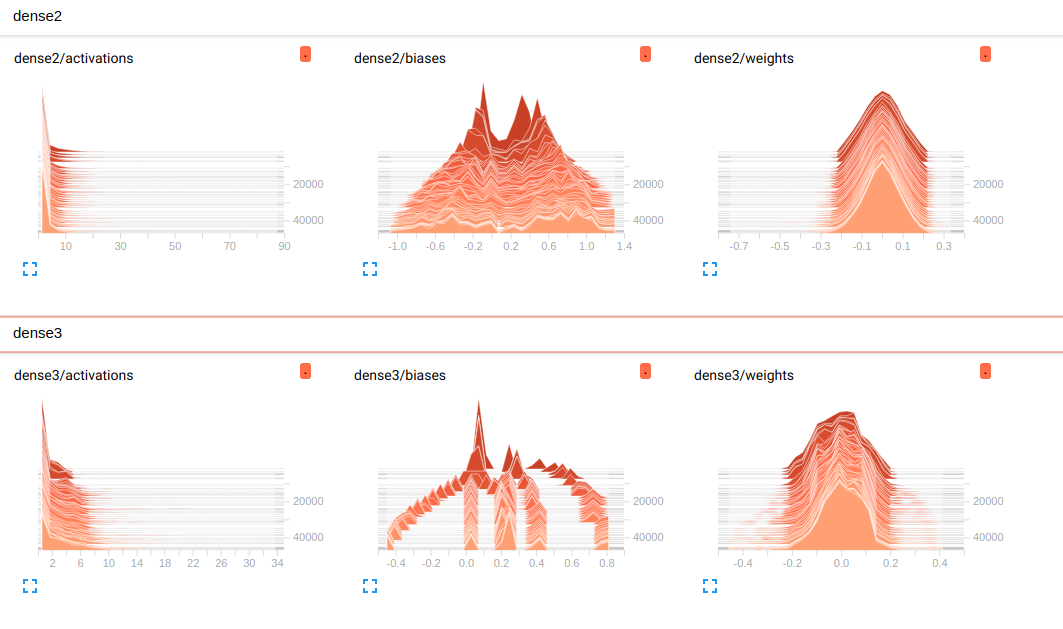 dense2
dense2/activations
dense2/biases
dense2/weights
20000
40000
10 30 50 70 90
20000
40000
-1.0 -0.6 -0.2 0.2 0.6 1.0 1.4
20000
40000
-0.7 -0.5 -0.3 -0.1 0.1 0.3
dense3
dense3/activations
dense3/biases
dense3/weights
20000
40000
2 6 10 14 18 22 26 30 34
20000
40000
-0.4 -0.2 0.0 0.2 0.4 0.6 0.8
20000
40000
-0.4 -0.2 0.0 0.2 0.4